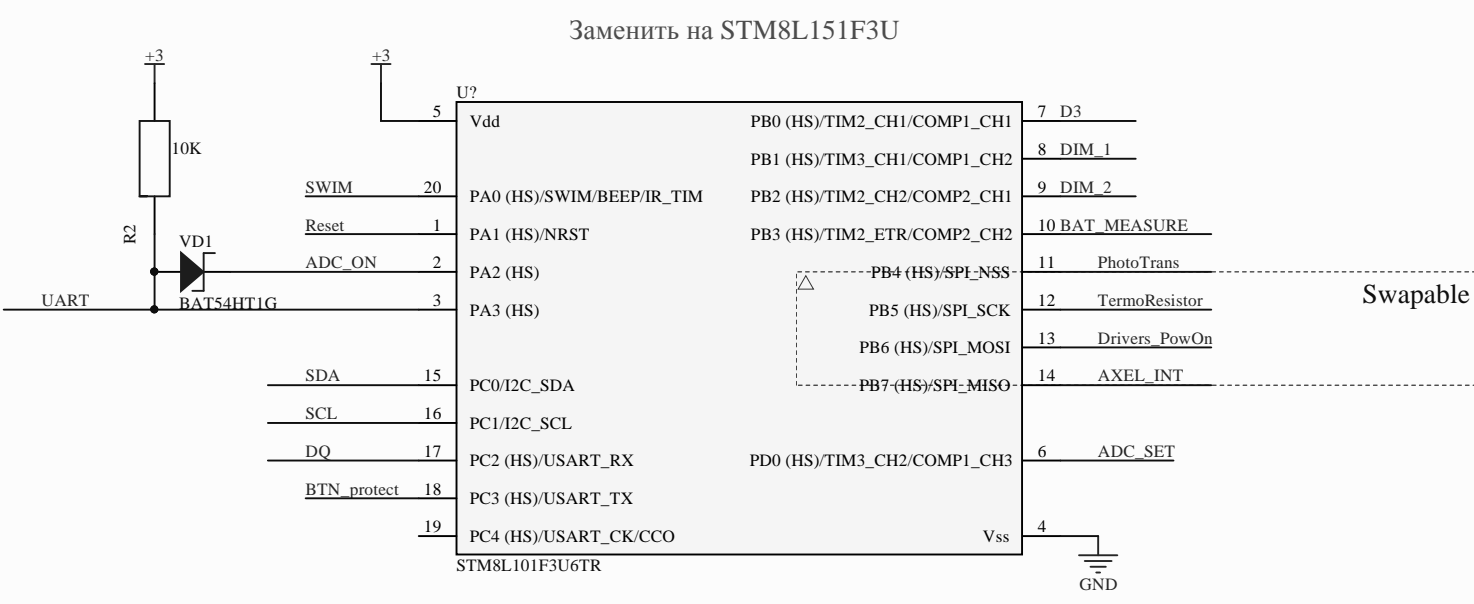 Заменить на STM8L151F3U
+3
+3
U?
10K
R2
VD1
BAT54HT1G
UART
5 Vdd
SWIM 20 PA0 (HS)/SWIM/BEEP/IR_TIM
Reset 1 PA1 (HS)/NRST
ADC_ON 2 PA2 (HS)
3 PA3 (HS)
SDA 15 PC0/I2C_SDA
SCL 16 PC1/I2C_SCL
DQ 17 PC2 (HS)/USART_RX
BTN_protect 18 PC3 (HS)/USART_TX
19 PC4 (HS)/USART_CK/CCO
PB0 (HS)/TIM2_CH1/COMP1_CH1 7 D3
PB1 (HS)/TIM3_CH1/COMP1_CH2 8 DIM_1
PB2 (HS)/TIM2_CH2/COMP2_CH1 9 DIM_2
PB3 (HS)/TIM2_ETR/COMP2_CH2 10 BAT_MEASURE
PB4 (HS)/SPI_NSS 11 PhotoTrans
PB5 (HS)/SPI_SCK 12 TermoResistor
PB6 (HS)/SPI_MOSI 13 Drivers_PowOn
PB7 (HS)/SPI_MISO 14 AXEL_INT
Swapable
PD0 (HS)/TIM3_CH2/COMP1_CH3 6 ADC_SET
Vss 4
GND
STM8L101F3U6TR